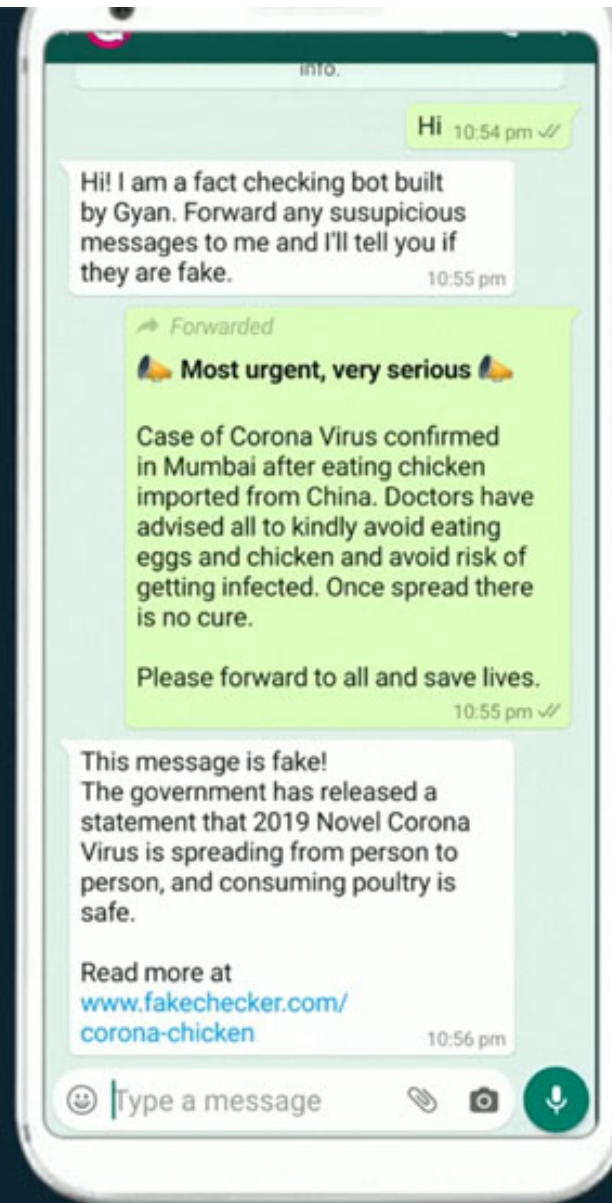 info.
Hi 10:54 pm
Hi! I am a fact checking bot built
by Gyan. Forward any susupicious
messages to me and I'll tell you if
they are fake.
10:55 pm
Forwarded
Most urgent, very serious
Case of Corona Virus confirmed
in Mumbai after eating chicken
imported from China. Doctors have
advised all to kindly avoid eating
eggs and chicken and avoid risk of
getting infected. Once spread there
is no cure.
Please forward to all and save lives.
10:55 pm
This message is fake!
The government has released a
statement that 2019 Novel Corona
Virus is spreading from person to
person, and consuming poultry is
safe.
Read more at
www.fakechecker.com/
corona-chicken
10:56 pm
Type a message